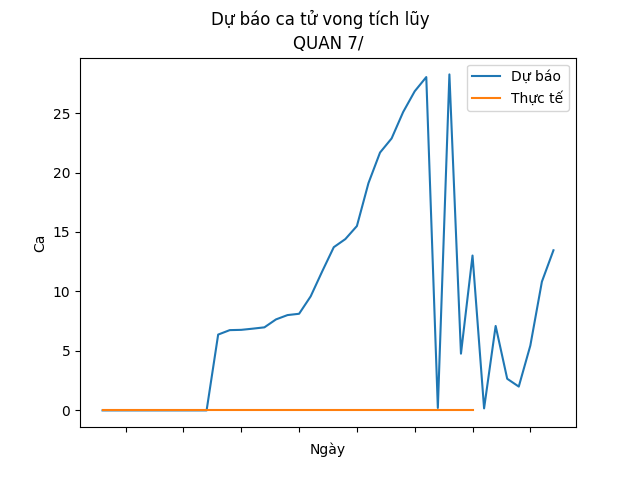 Dự báo ca tử vong tích lũy
QUAN 7/
Dự báo
Thực tế
Ca
25
20
15
10
5
0
Ngày